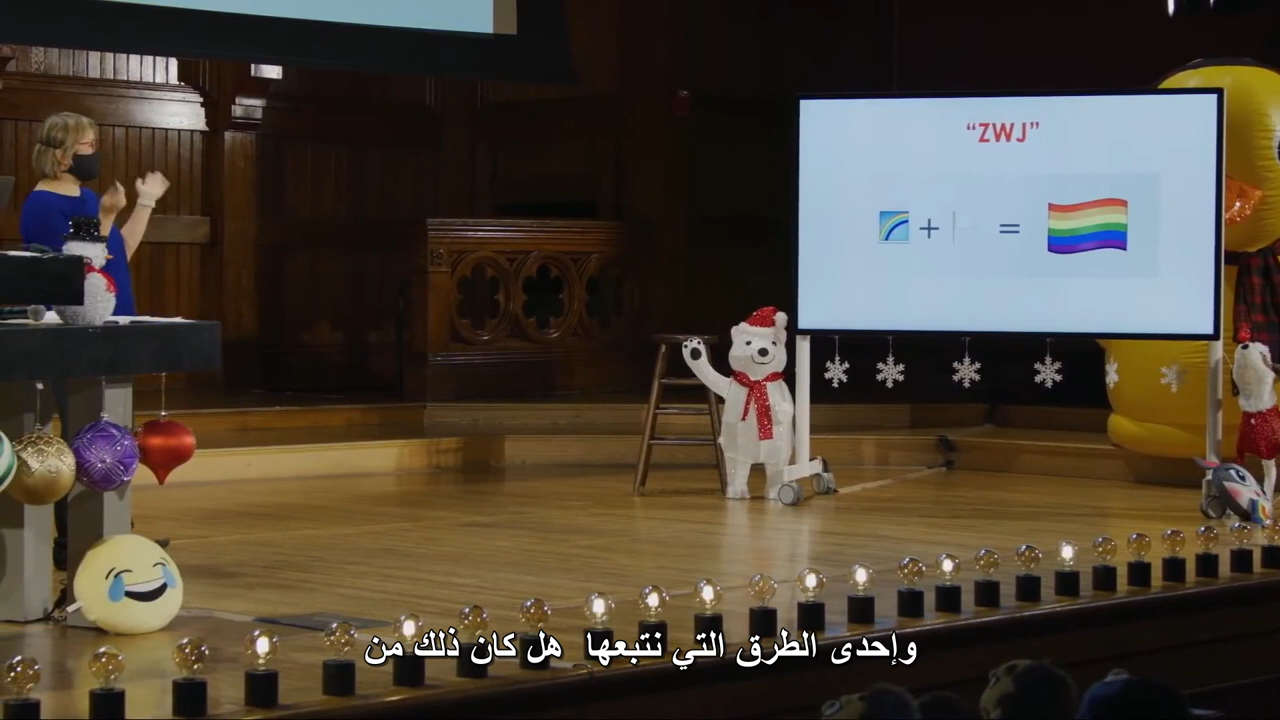 “ZWJ”
+ =
وإحدى الطرق التي نتبعها هل كان ذلك من